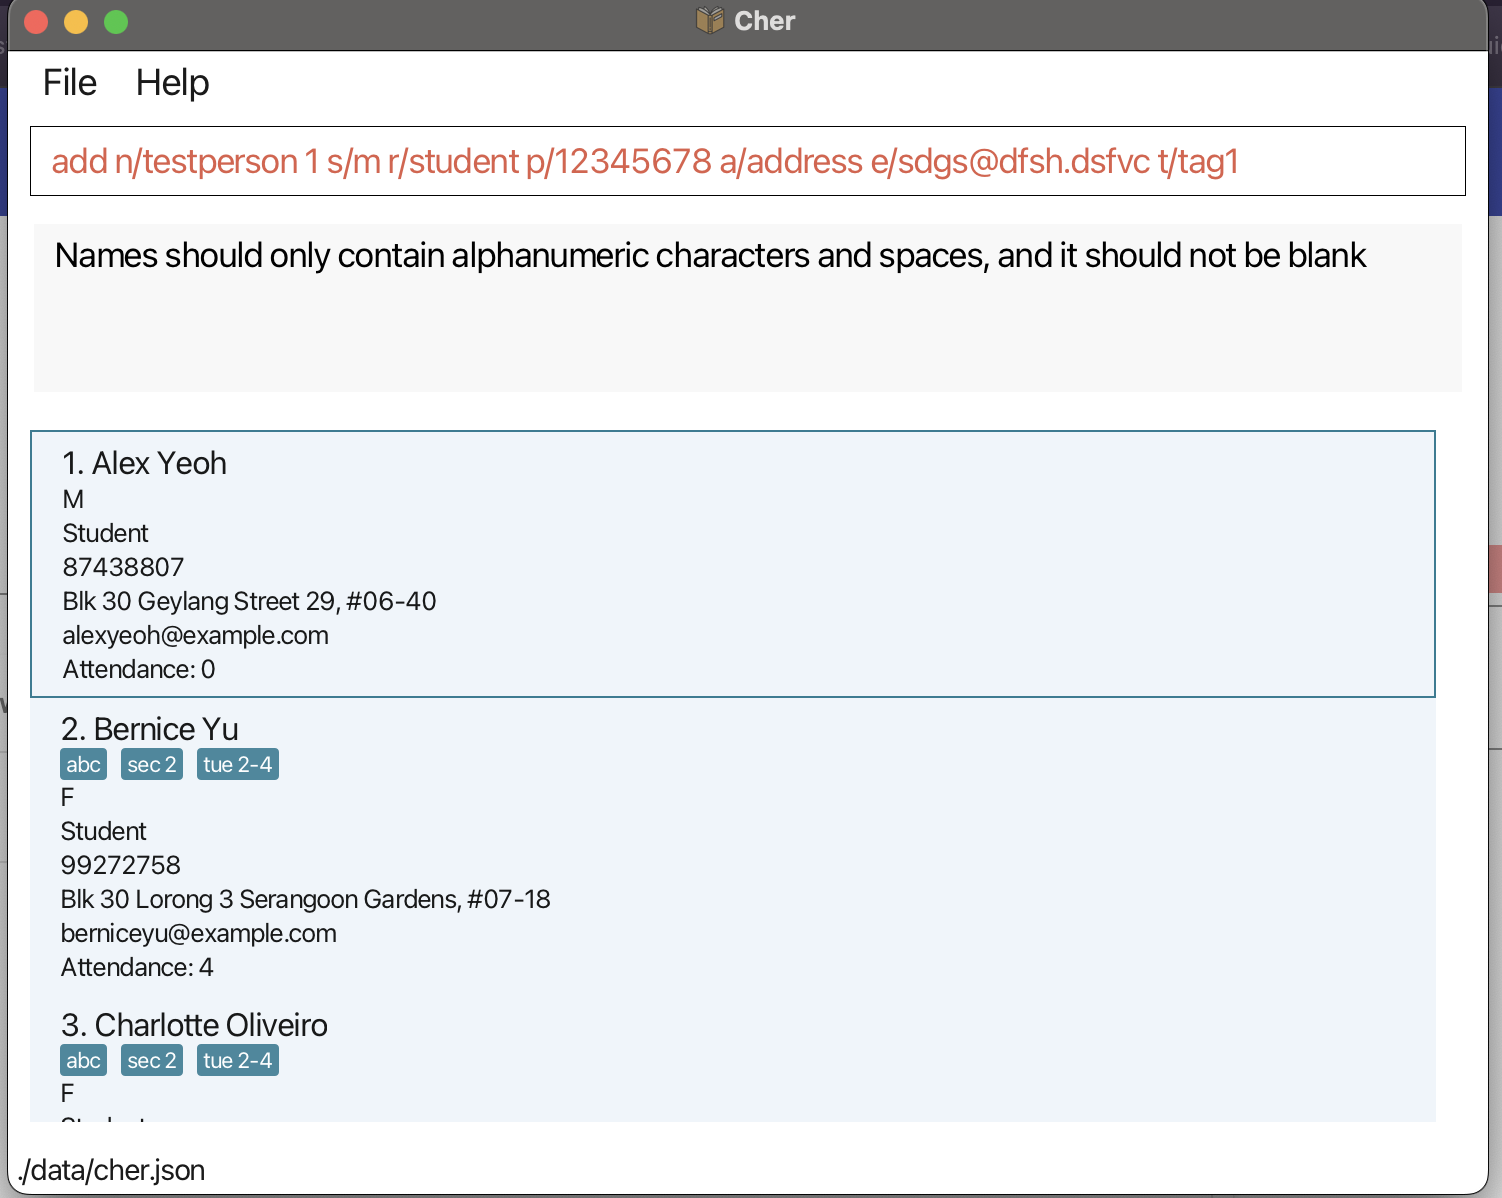 Cher
File Help
add n/testperson 1 s/m r/student p/12345678 a/address e/sdgs@dfsh.dsfvc t/tag1
Names should only contain alphanumeric characters and spaces, and it should not be blank
1. Alex Yeoh
M
Student
87438807
Blk 30 Geylang Street 29, #06-40
alexyeoh@example.com
Attendance: 0
2. Bernice Yu
abc sec 2 tue 2-4
F
Student
99272758
Blk 30 Lorong 3 Serangoon Gardens, #07-18
berniceyu@example.com
Attendance: 4
3. Charlotte Oliveiro
abc sec 2 tue 2-4
F
./data/cher.json